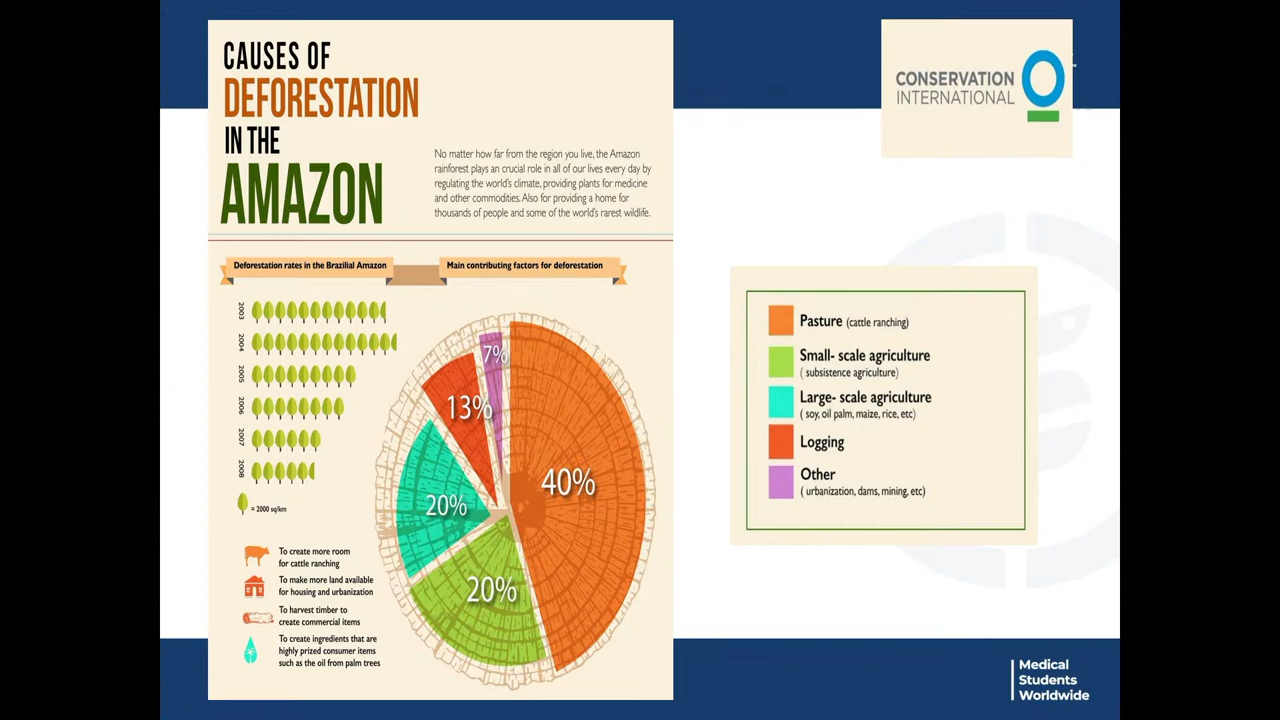 CAUSES OF
DEFORESTATION
IN THE
AMAZON
No matter how far from the region you live, the Amazon
rainforest plays an crucial role in all of our lives every day by
regulating the world's climate, providing plants for medicine
and other commodities. Also for providing a home for
thousands of people and some of the world's rarest wildlife.
Deforestation rates in the Brazilial Amazon
Main contributing factors for deforestation
2003
2004
2005
2006
2007
2008
= 2000 sq/km
To create more room
for cattle ranching
To make more land available
for housing and urbanization
To harvest timber to
create commercial items
To create ingredients that are
highly prized consumer items
such as the oil from palm trees
7%
13%
40%
20%
20%
CONSERVATION
INTERNATIONAL
Pasture (cattle ranching)
Small- scale agriculture
( subsistence agriculture)
Large- scale agriculture
( soy, oil palm, maize, rice, etc)
Logging
Other
( urbanization, dams, mining, etc)
Medical
Students
Worldwide